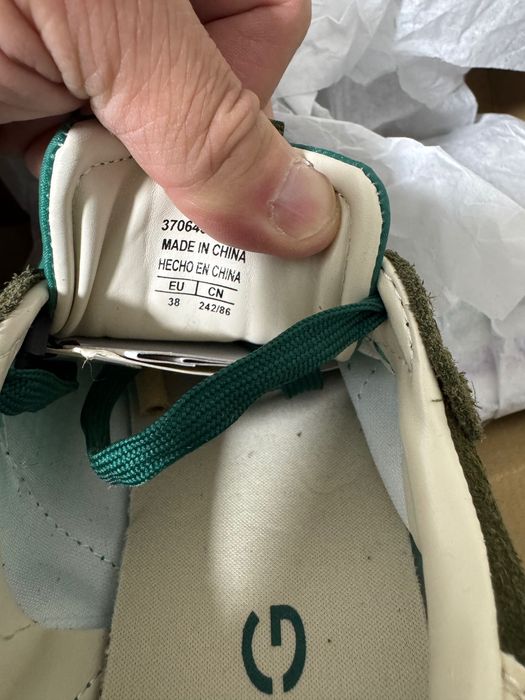 MADE IN CHINA
HECHO EN CHINA
EU CN
38 242/86
G